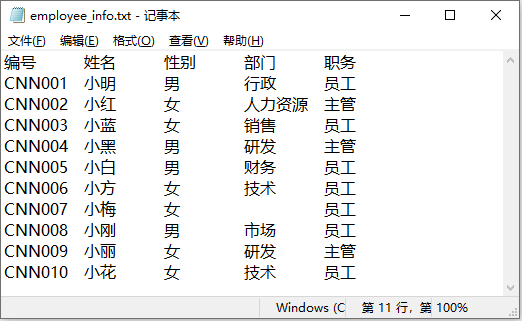 employee_info.txt - 记事本
文件(F) 编辑(E) 格式(O) 查看(V) 帮助(H)
编号 姓名 性别 部门 职务
CNN001 小明 男 行政 员工
CNN002 小红 女 人力资源 主管
CNN003 小蓝 女 销售 员工
CNN004 小黑 男 研发 主管
CNN005 小白 男 财务 员工
CNN006 小方 女 技术 员工
CNN007 小梅 女 员工
CNN008 小刚 男 市场 员工
CNN009 小丽 女 研发 主管
CNN010 小花 女 技术 员工
Windows (C 第 11 行，第 100%